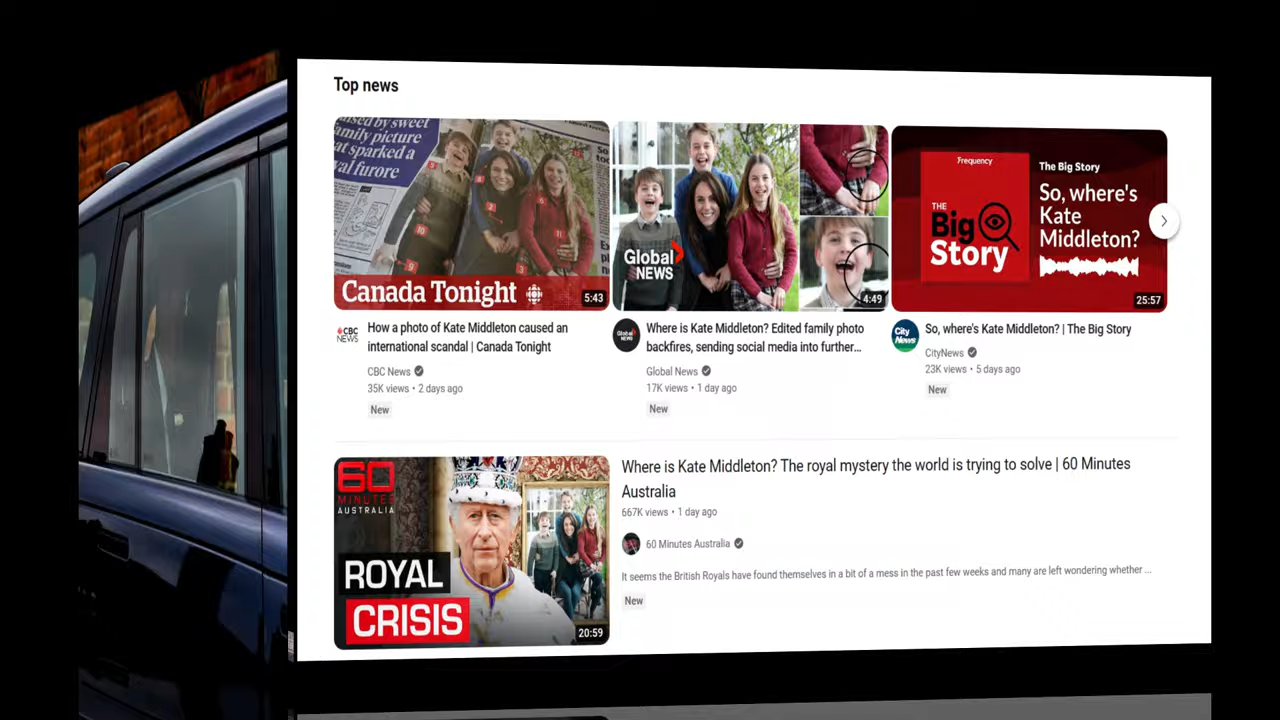 Top news
ised by sweet
amily picture
at sparked a
val furore
Canada Tonight
5:43
Global
NEWS
4:49
Frequency
THE
Big
Story
The Big Story
So, where's
Kate
Middleton?
25:57
CBC
NEWS
How a photo of Kate Middleton caused an
international scandal | Canada Tonight
CBC News
35K views • 2 days ago
New
Where is Kate Middleton? Edited family photo
backfires, sending social media into further...
Global News
17K views • 1 day ago
New
City
News
So, where's Kate Middleton? | The Big Story
CityNews
23K views • 5 days ago
New
60
MINUTES
AUSTRALIA
ROYAL
CRISIS
20:59
Where is Kate Middleton? The royal mystery the world is trying to solve | 60 Minutes
Australia
667K views • 1 day ago
60 Minutes Australia
It seems the British Royals have found themselves in a bit of a mess in the past few weeks and many are left wondering whether ...
New